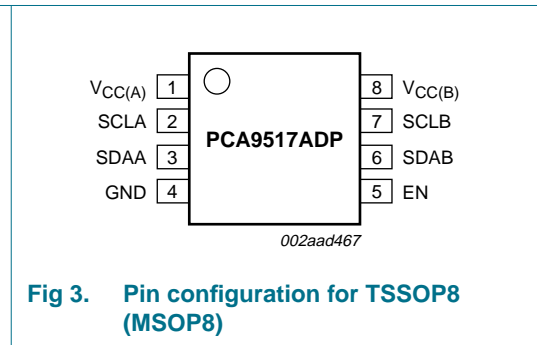 VCC(A) 1 8 VCC(B)
SCLA 2 7 SCLB
PCA9517ADP
SDAA 3 6 SDAB
GND 4 5 EN
002aad467
Fig 3. Pin configuration for TSSOP8
(MSOP8)